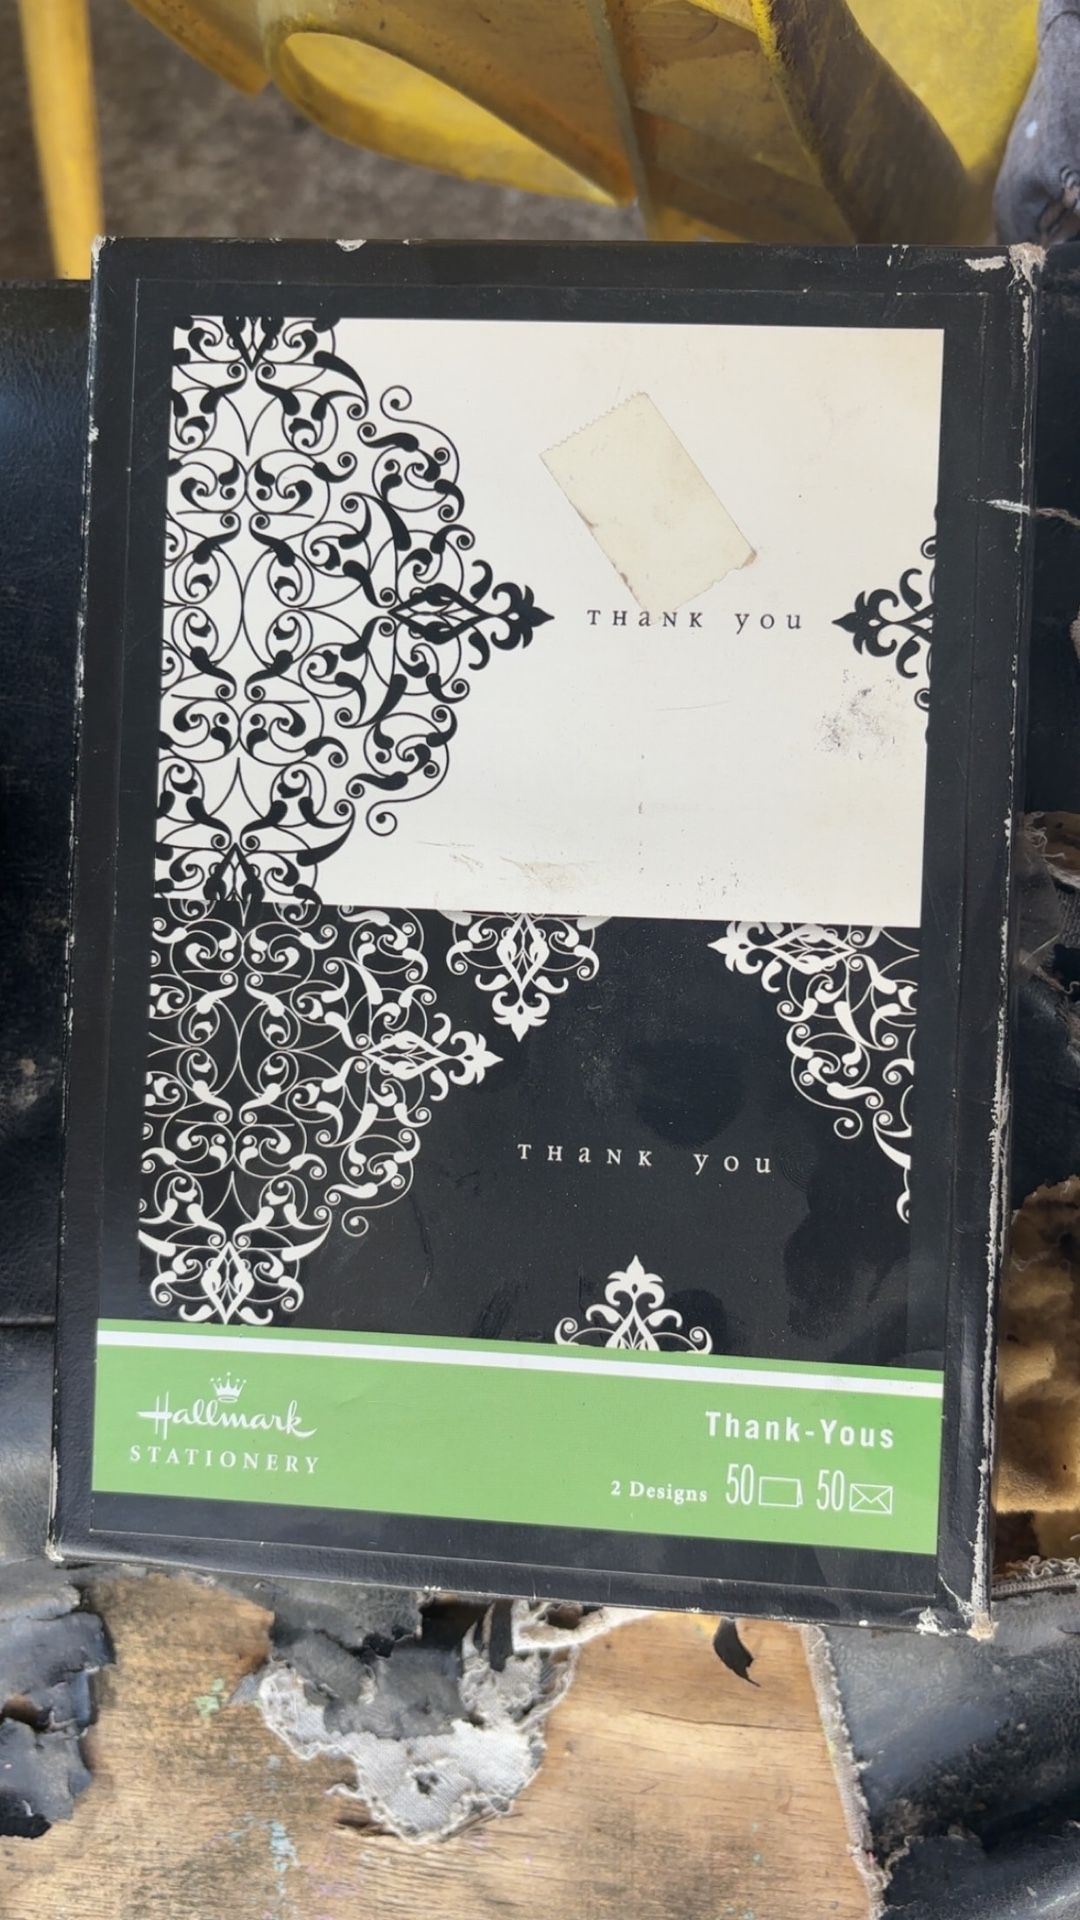 THaNK you
THaNK you
Hallmark
STATIONERY
Thank-Yous
2 Designs 50 50